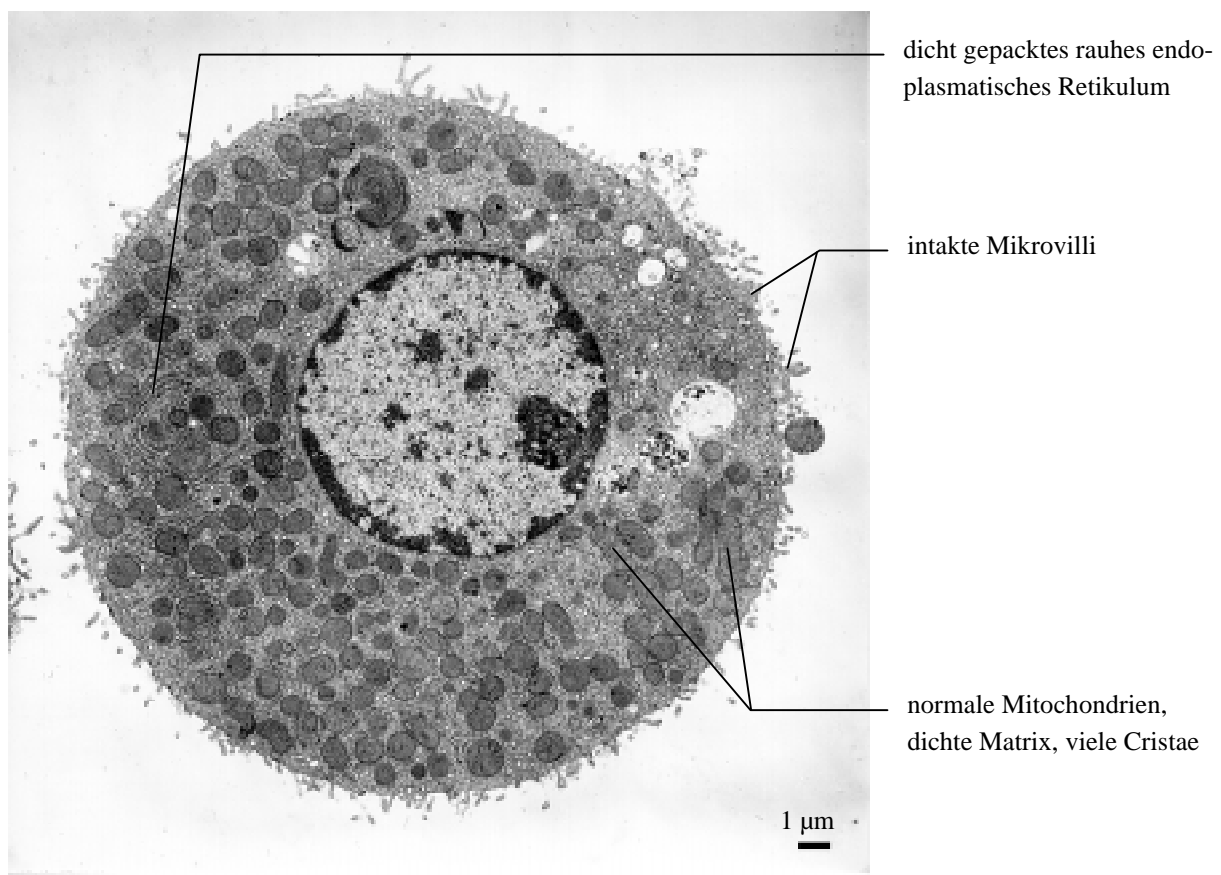 dicht gepacktes rauhes endo-
plasmatisches Retikulum
intakte Mikrovilli
normale Mitochondrien,
dichte Matrix, viele Cristae
1 µm